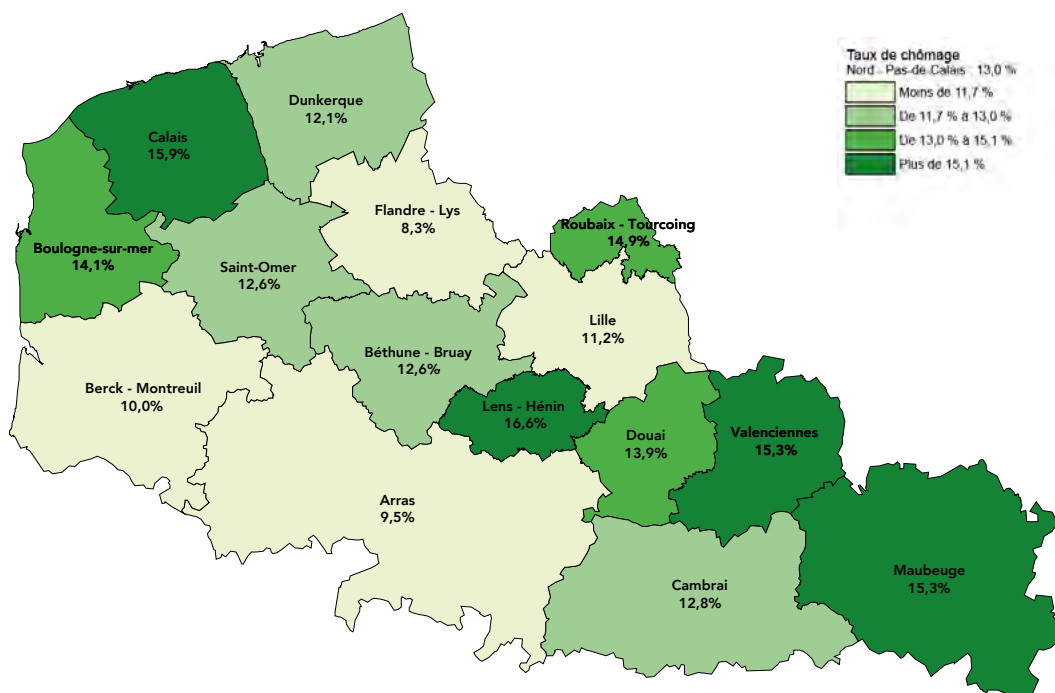 Taux de chômage
Nord - Pas-de-Calais : 13,0 %
Moins de 11,7 %
De 11,7 % à 13,0 %
De 13,0 % à 15,1 %
Plus de 15,1 %
Dunkerque
12,1%
Calais
15,9%
Flandre - Lys
8,3%
Roubaix - Tourcoing
14,9%
Boulogne-sur-mer
14,1%
Saint-Omer
12,6%
Lille
11,2%
Béthune - Bruay
12,6%
Berck - Montreuil
10,0%
Lens - Hénin
16,6%
Douai
13,9%
Valenciennes
15,3%
Arras
9,5%
Cambrai
12,8%
Maubeuge
15,3%